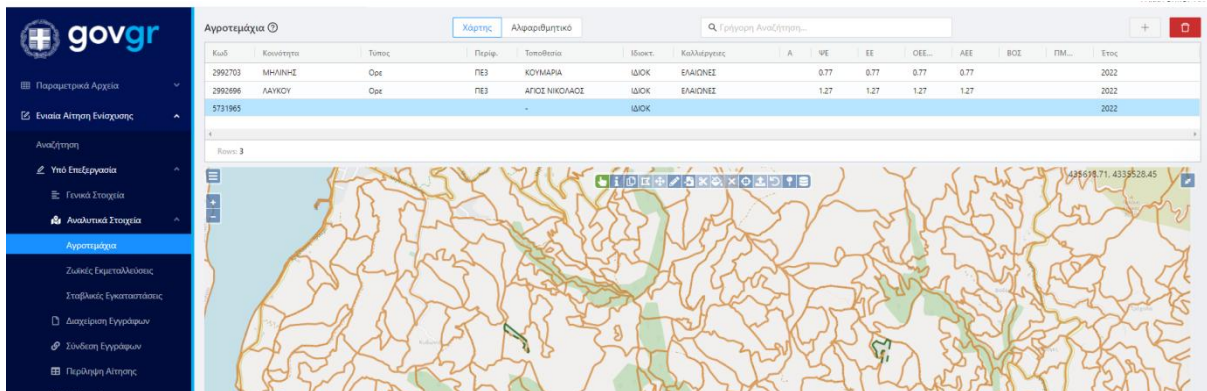 govgr
Παραμετρικά Αρχεία
Ενιαία Αίτηση Ενίσχυσης
Αναζήτηση
Υπό Επεξεργασία
Γενικά Στοιχεία
Αναλυτικά Στοιχεία
Αγροτεμάχια
Ζωϊκές Εκμεταλλεύσεις
Σταβλικές Εγκαταστάσεις
Διαχείριση Εγγράφων
Σύνδεση Εγγράφων
Περίληψη Αίτησης
Αγροτεμάχια Χάρτης Αλφαριθμητικό Γρήγορη Αναζήτηση...
Κωδ Κοινότητα Τύπος Περίφ. Τοποθεσία Ιδιοκτ. Καλλιέργειες Α ΨΕ ΕΕ ΟΕΕ... ΑΕΕ ΒΟΣ ΠΜ... Έτος
2992703 ΜΗΛΙΝΗΣ Ορε ΠΕ3 ΚΟΥΜΑΡΙΑ ΙΔΙΟΚ ΕΛΑΙΩΝΕΣ 0.77 0.77 0.77 0.77 2022
2992696 ΛΑΥΚΟΥ Ορε ΠΕ3 ΑΓΙΟΣ ΝΙΚΟΛΑΟΣ ΙΔΙΟΚ ΕΛΑΙΩΝΕΣ 1.27 1.27 1.27 1.27 2022
5731965 - ΙΔΙΟΚ 2022
Rows: 3
435618.71, 4335528.45